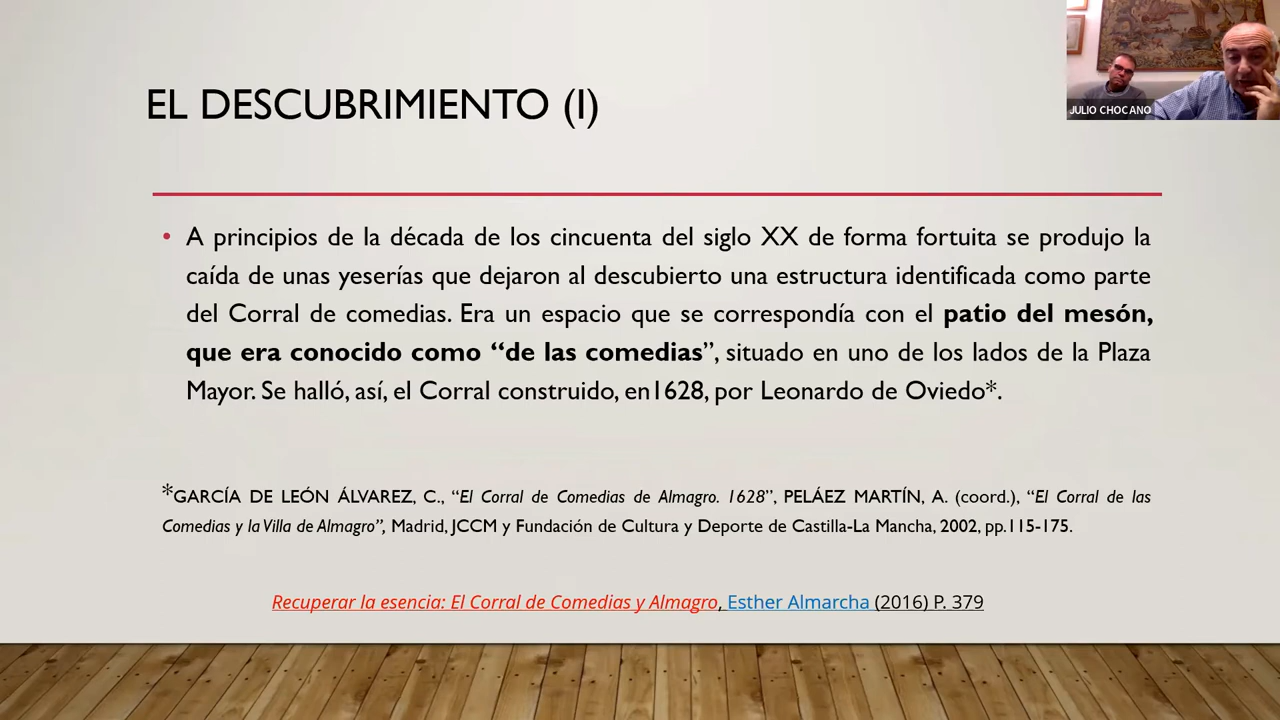 JULIO CHOCANO
EL DESCUBRIMIENTO (I)
• A principios de la década de los cincuenta del siglo XX de forma fortuita se produjo la
caída de unas yeserías que dejaron al descubierto una estructura identificada como parte
del Corral de comedias. Era un espacio que se correspondía con el patio del mesón,
que era conocido como “de las comedias”, situado en uno de los lados de la Plaza
Mayor. Se halló, así, el Corral construido, en1628, por Leonardo de Oviedo*.
*GARCÍA DE LEÓN ÁLVAREZ, C., “El Corral de Comedias de Almagro. 1628”, PELÁEZ MARTÍN, A. (coord.), “El Corral de las
Comedias y la Villa de Almagro”, Madrid, JCCM y Fundación de Cultura y Deporte de Castilla-La Mancha, 2002, pp.115-175.
Recuperar la esencia: El Corral de Comedias y Almagro, Esther Almarcha (2016) P. 379